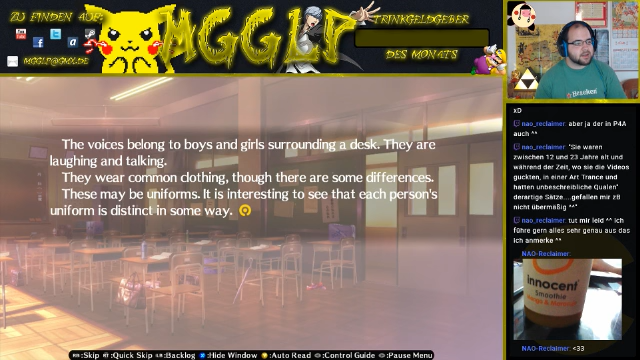 ZU FINDEN AUF:
MGGLP
TRINKGELDGEBER
DES MONATS
MGGLP@GMX.DE
The voices belong to boys and girls surrounding a desk. They are
laughing and talking.
They wear common clothing, though there are some differences.
These may be uniforms. It is interesting to see that each person's
uniform is distinct in some way.
:Skip :Quick Skip :Backlog :Hide Window :Auto Read :Control Guide :Pause Menu
xD
nao_reclaimer: aber ja der in P4A
auch ^^
nao_reclaimer: "Sie waren
zwischen 12 und 23 Jahre alt und
während der Zeit, wo sie die Videos
guckten, in einer Art Trance und
hatten unbeschreibliche Qualen"
derartige Sätze....gefallen mir zB
nicht übermäßig ^^"
nao_reclaimer: tut mir leid ^^ ich
führe gern alles sehr genau aus das
ich anmerke ^^
NAO-Reclaimer:
innocent
Smoothie
NAO-Reclaimer: <33